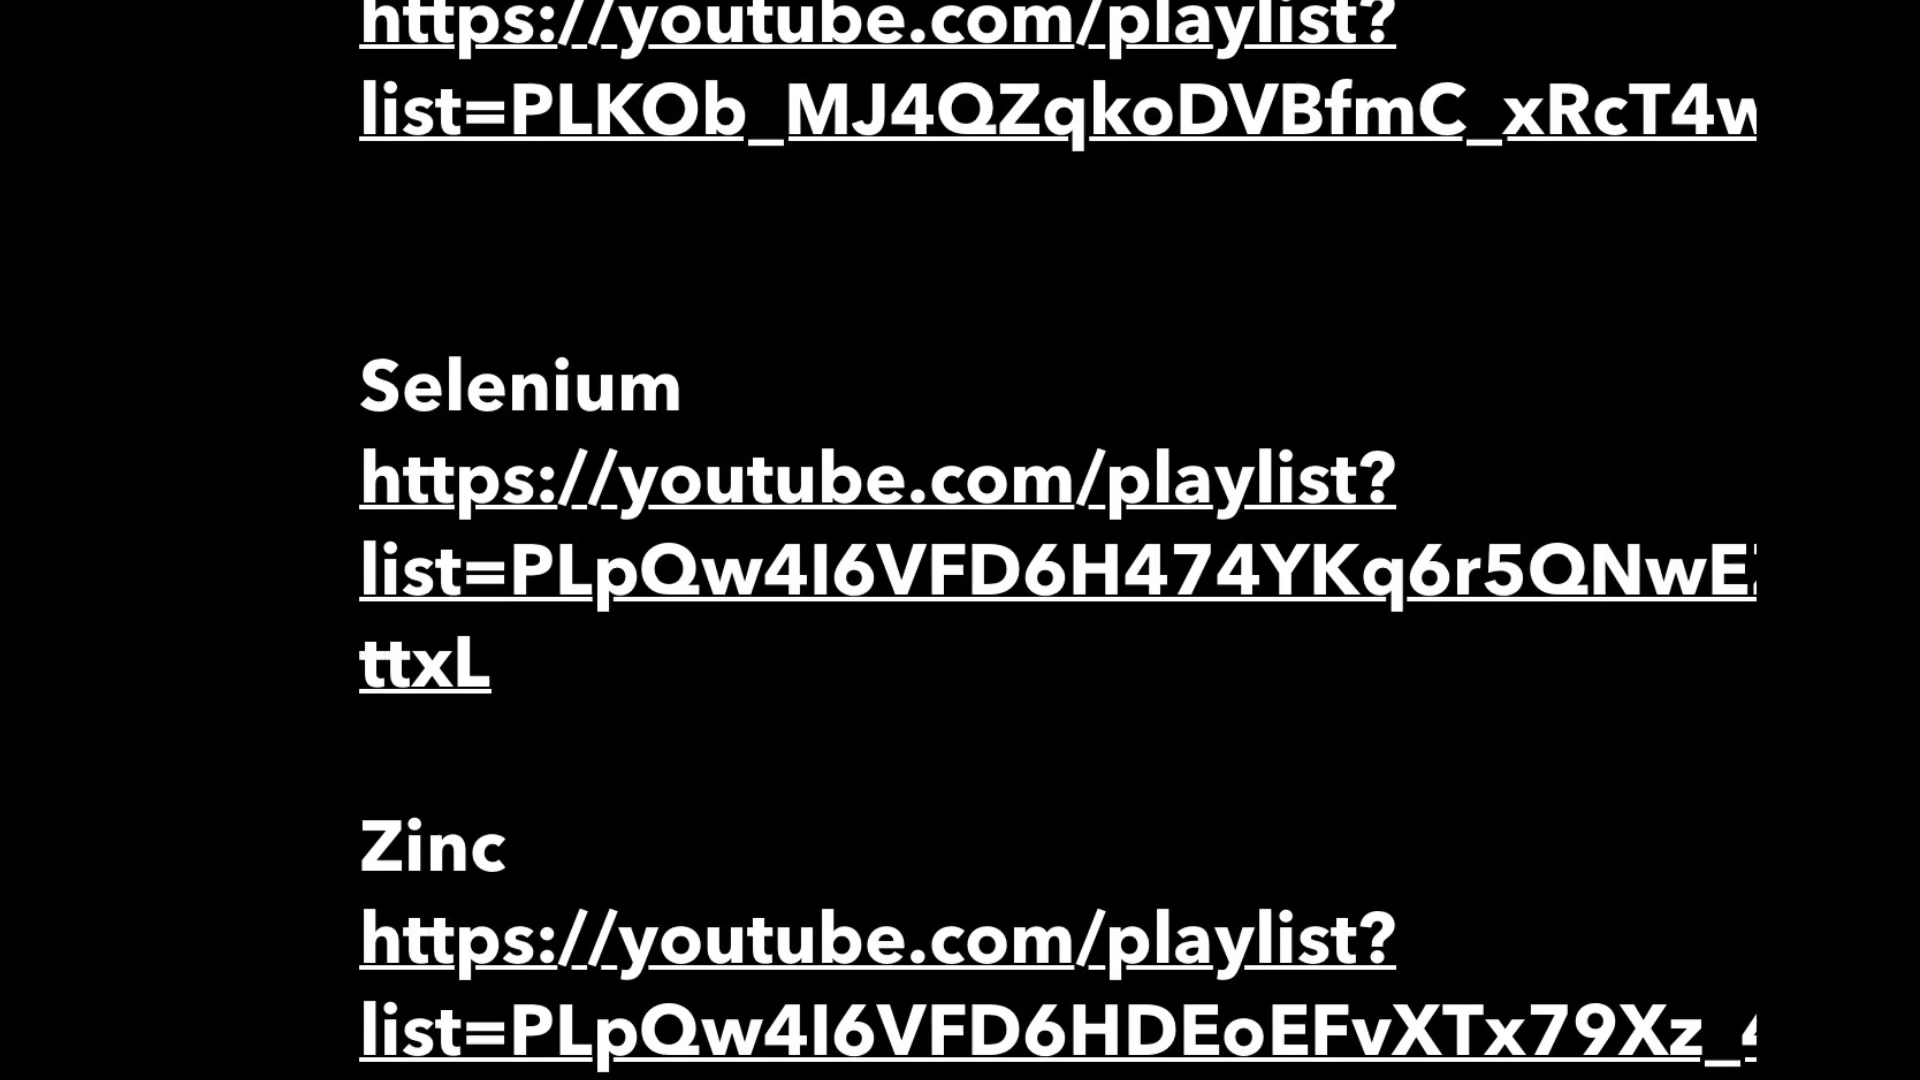 https://youtube.com/playlist?
list=PLKOb_MJ4QZqkoDVBfmC_xRcT4w
Selenium
https://youtube.com/playlist?
list=PLpQw4I6VFD6H474YKq6r5QNwE
ttxL
Zinc
https://youtube.com/playlist?
list=PLpQw4I6VFD6HDEoEFvXTx79Xz_4